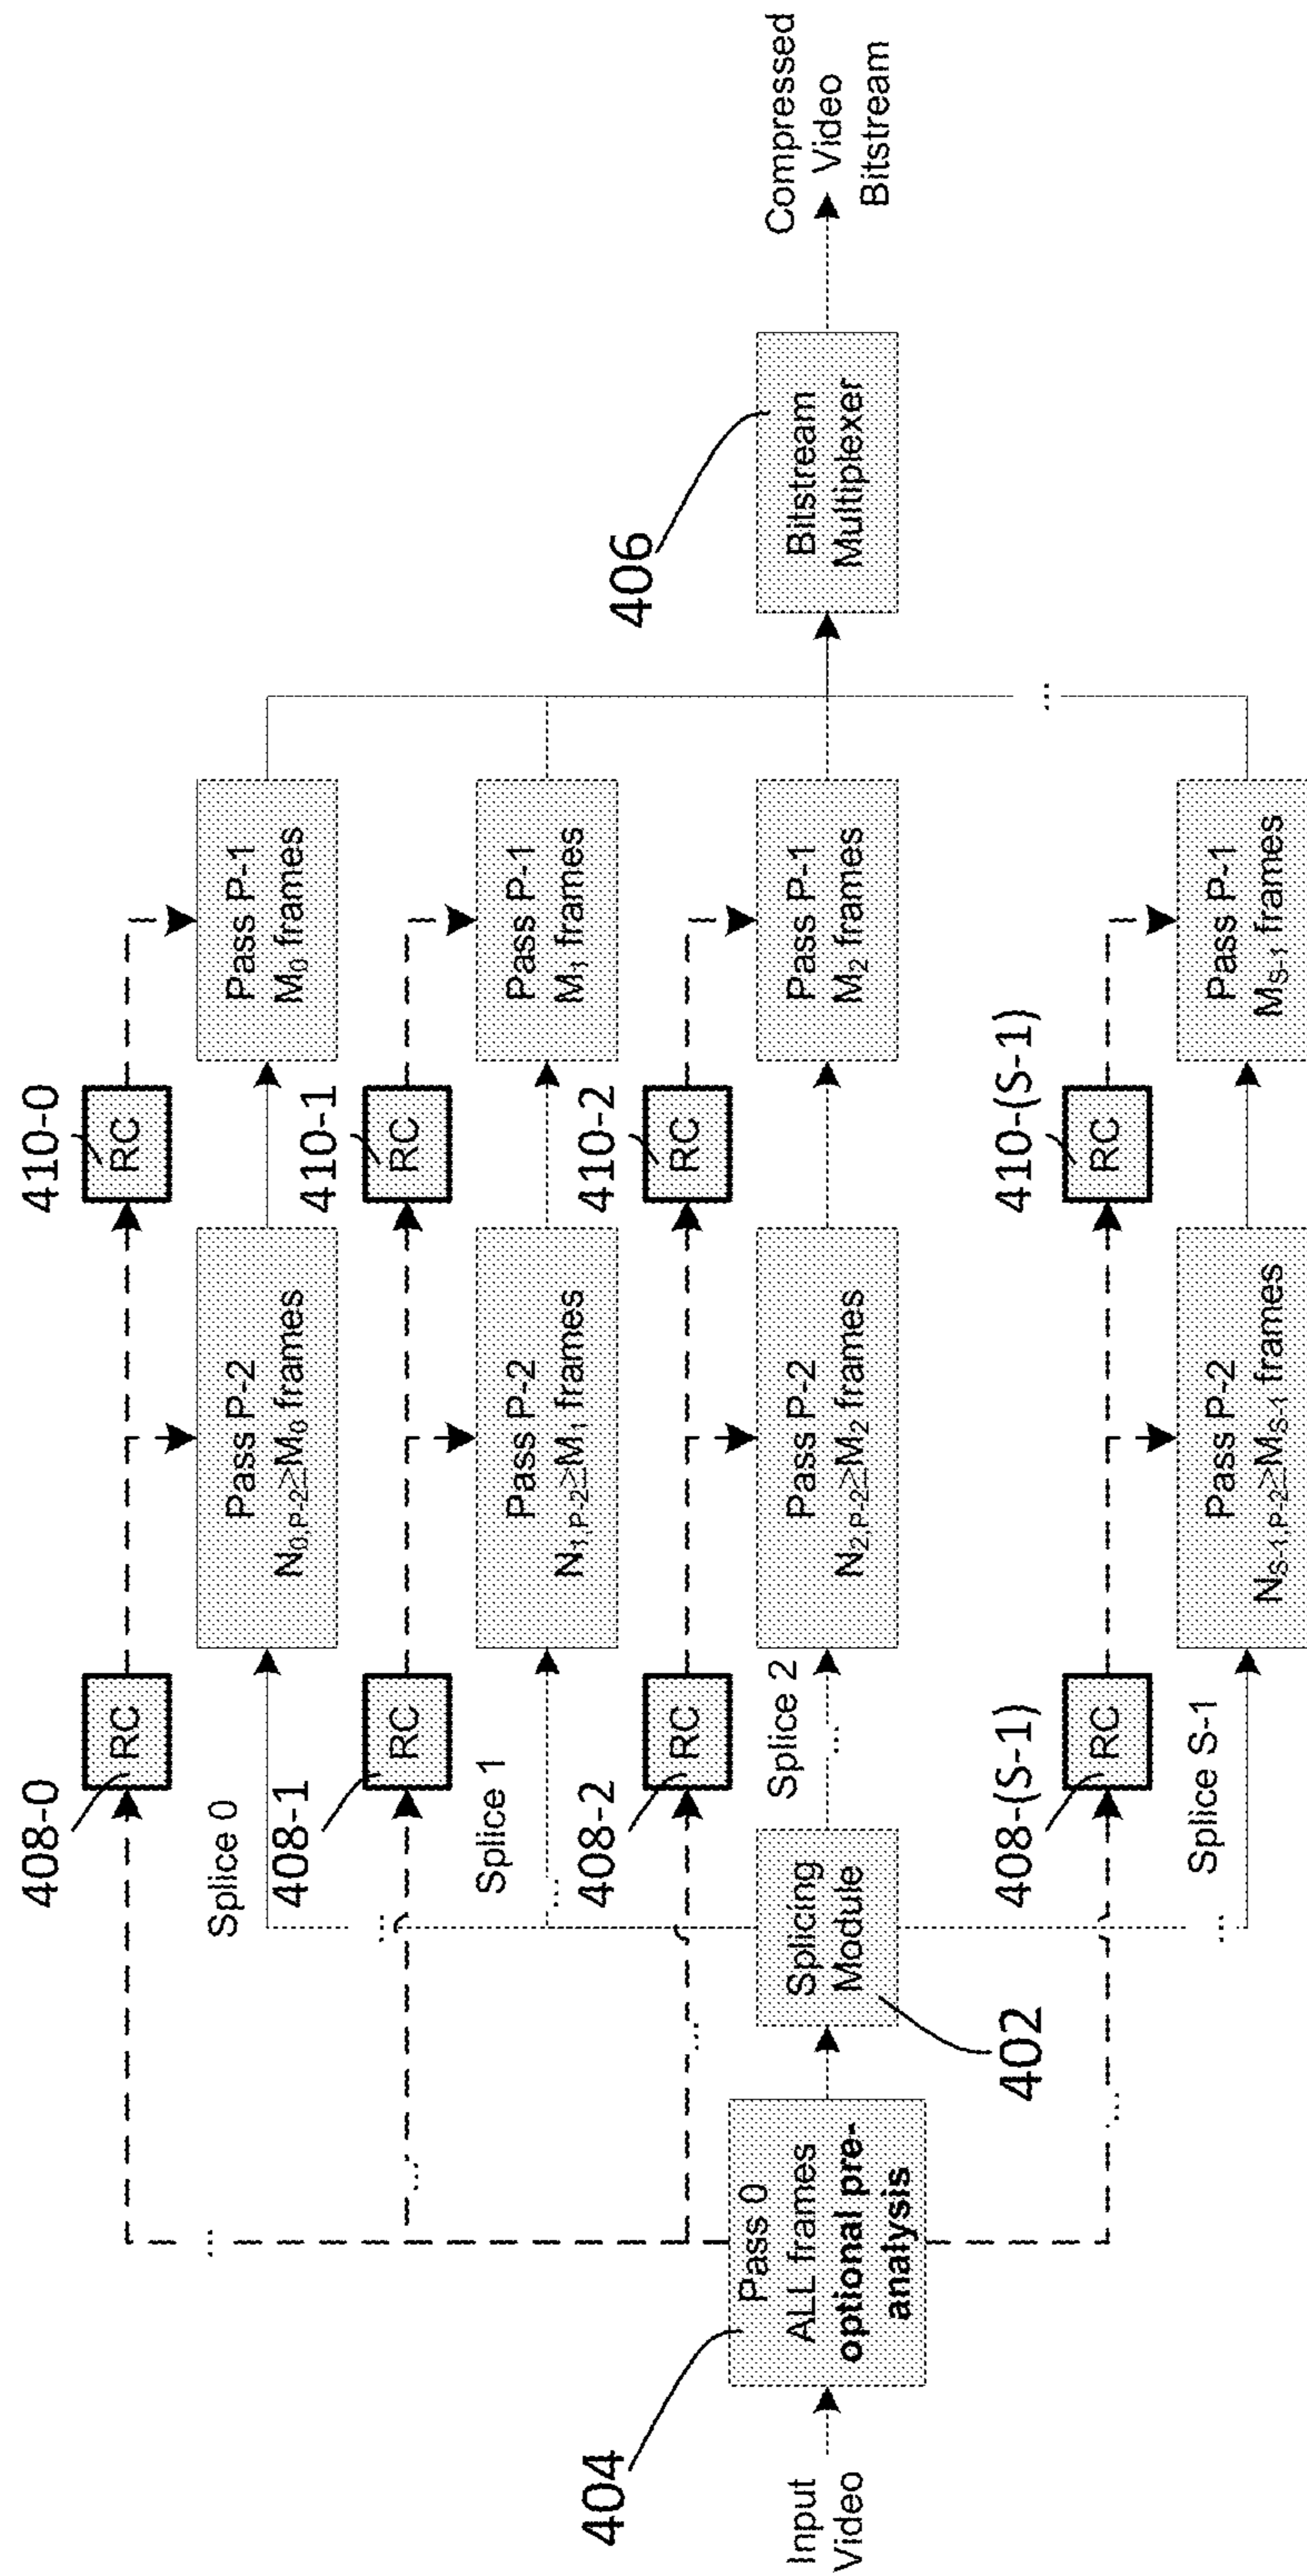 404
Input
Video
Pass 0
ALL frames
optional pre-
analysis
402
Splicing
Module
408-0
RC
410-0
RC
Splice 0
Pass P-2
N0,P-2≥M0 frames
Pass P-1
M0 frames
408-1
RC
410-1
RC
Splice 1
...
Pass P-2
N1,P-2≥M1 frames
Pass P-1
M1 frames
408-2
RC
410-2
RC
Splice 2
...
Pass P-2
N2,P-2≥M2 frames
Pass P-1
M2 frames
408-(S-1)
RC
410-(S-1)
RC
Splice S-1
...
Pass P-2
NS-1,P-2≥MS-1 frames
Pass P-1
MS-1 frames
...
406
Bitstream
Multiplexer
Compressed
Video
Bitstream